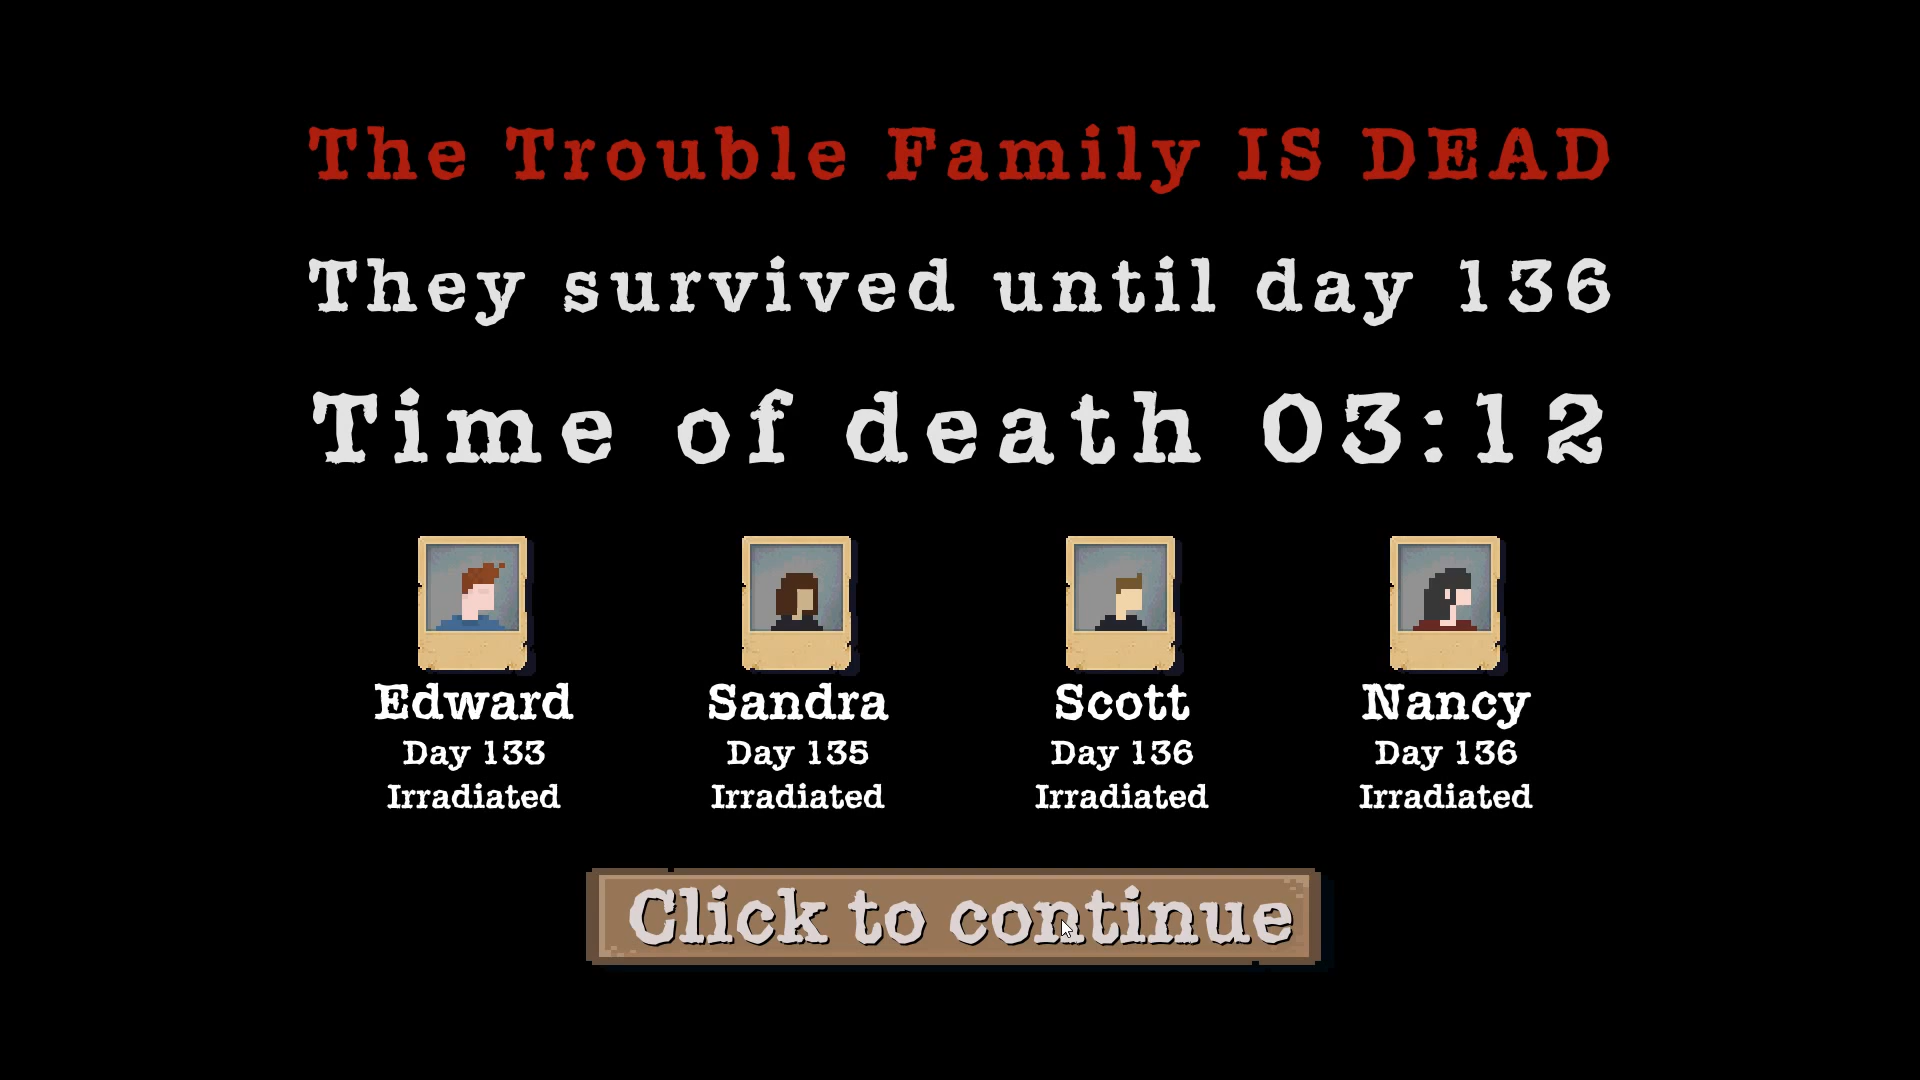 The Trouble Family IS DEAD
They survived until day 136
Time of death 03:12
Edward Sandra Scott Nancy
Day 133 Day 135 Day 136 Day 136
Irradiated Irradiated Irradiated Irradiated
Click to continue